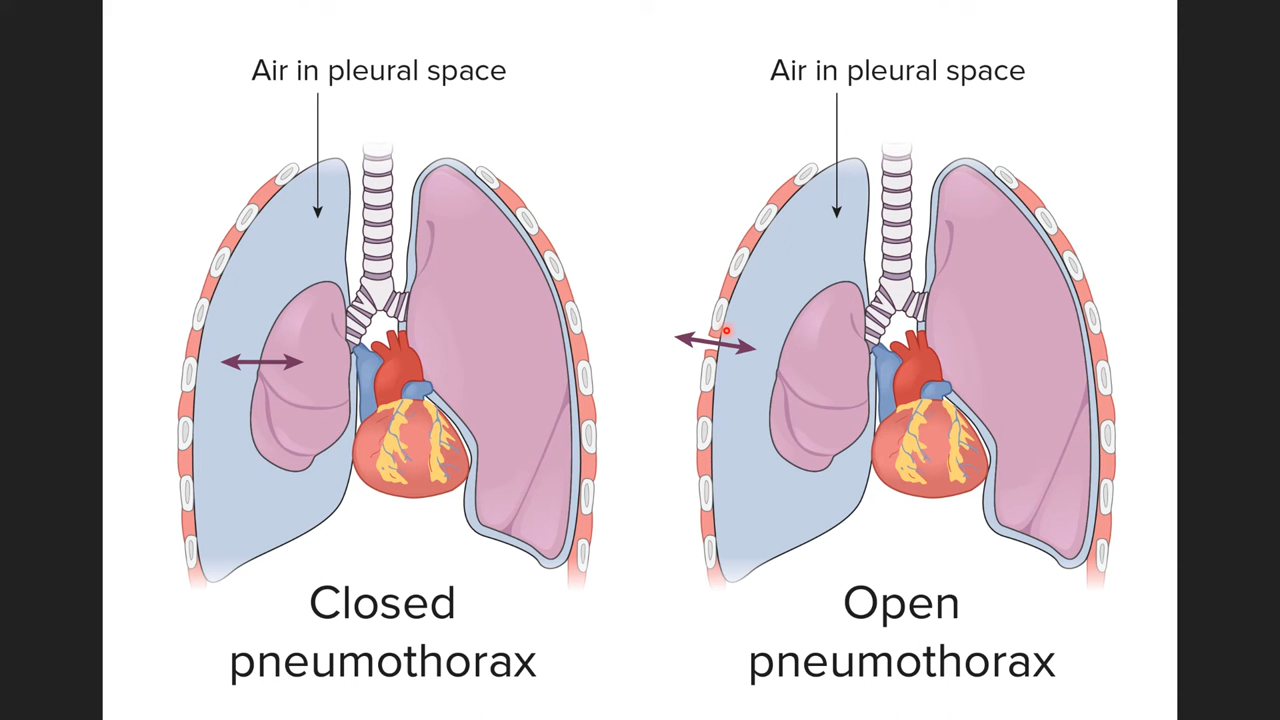 Air in pleural space
Air in pleural space
Closed
pneumothorax
Open
pneumothorax